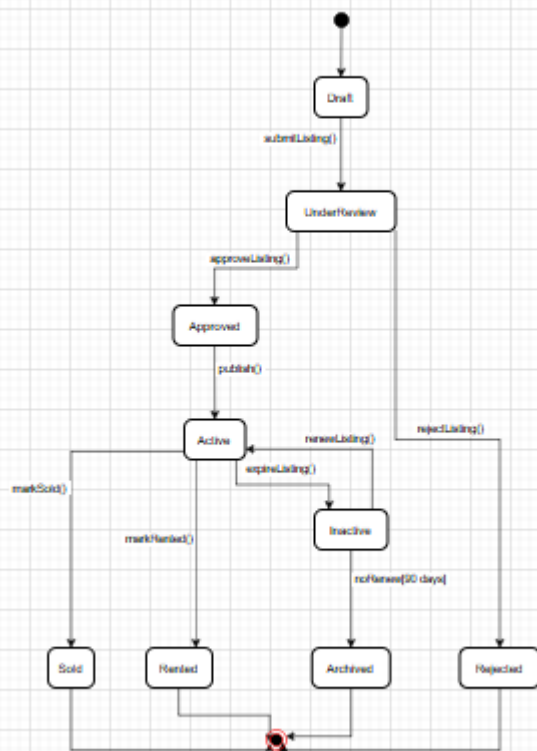 Draft
submitListing()
UnderReview
approveListing()
Approved
publish()
Active
renewListing()
rejectListing()
expireListing()
markSold()
Inactive
markRented()
noRenew[90 days]
Sold
Rented
Archived
Rejected